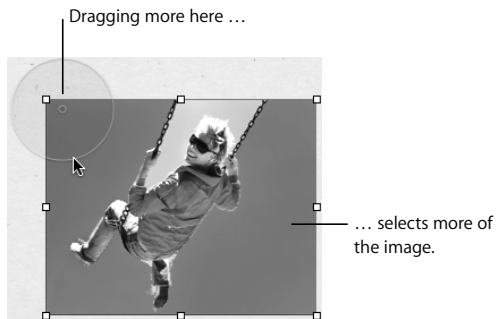 Dragging more here …
… selects more of
the image.